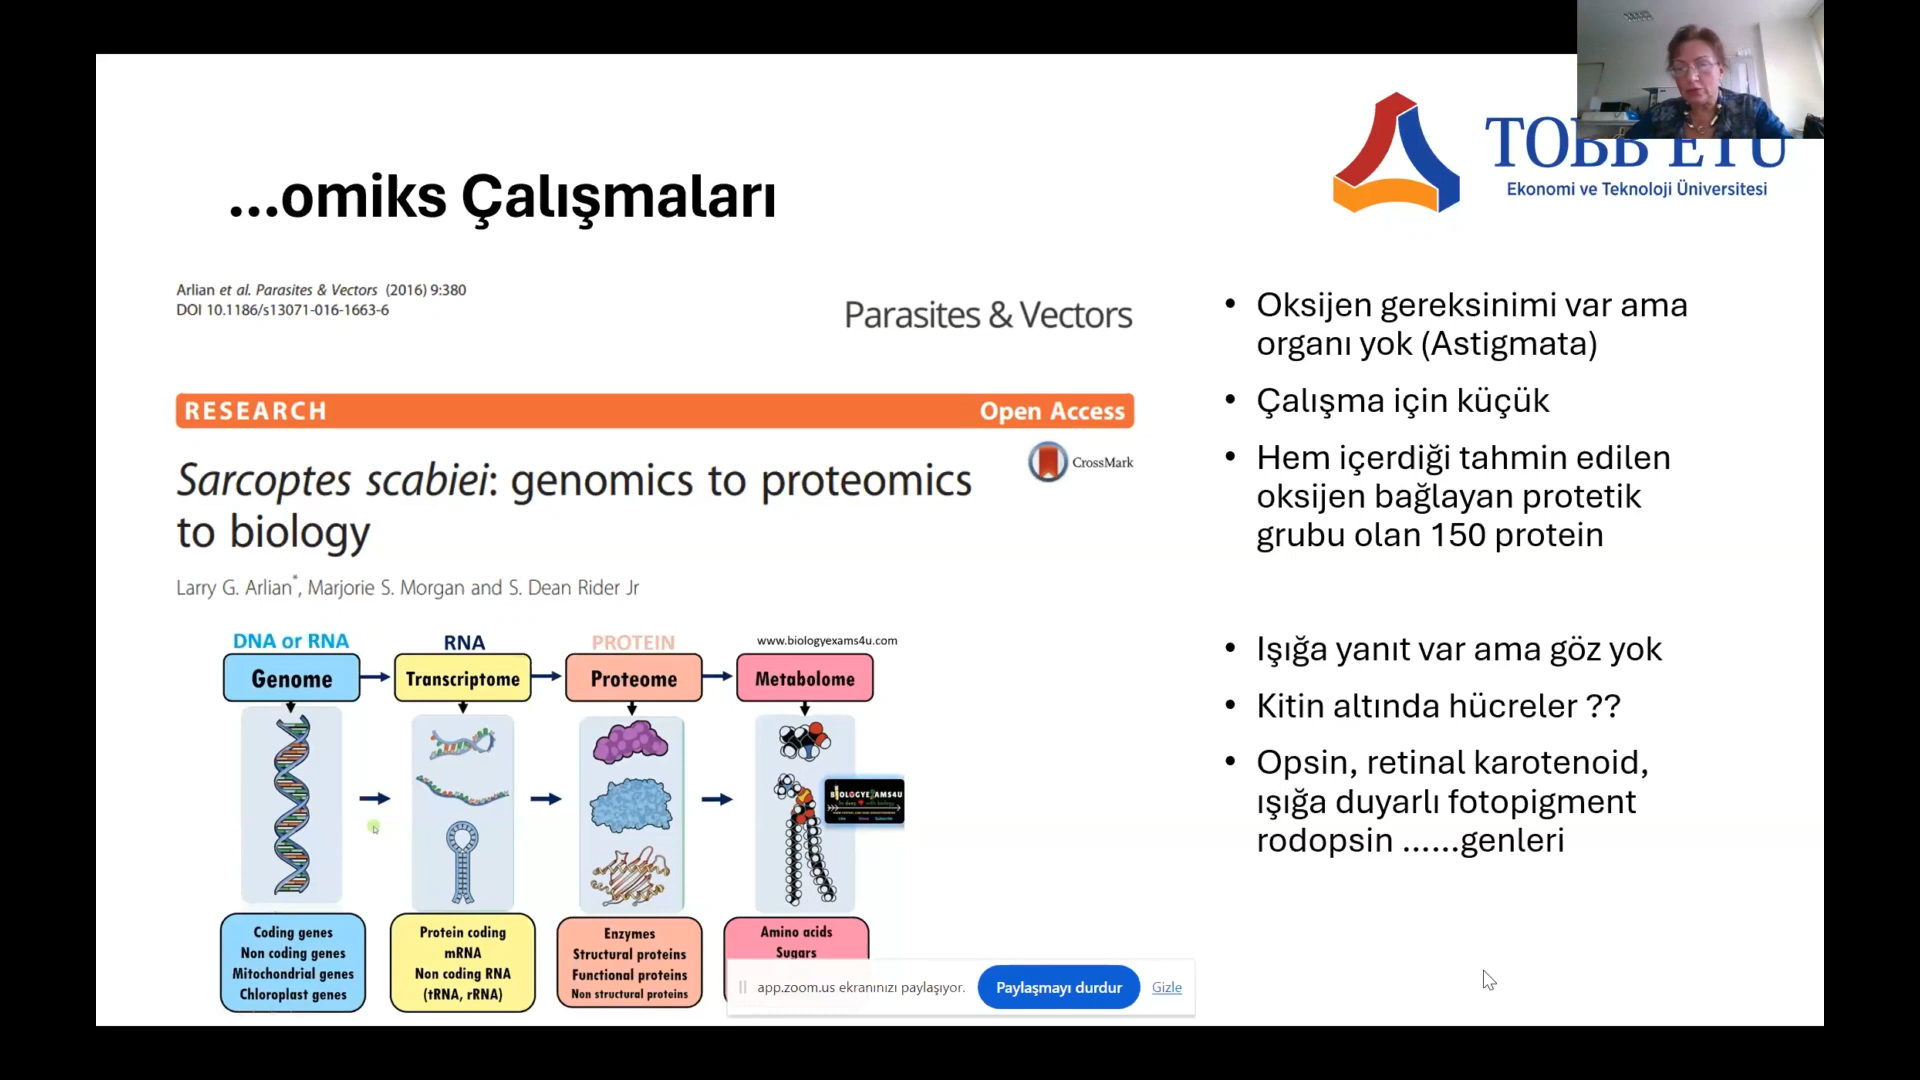 TOBB ETÜ
Ekonomi ve Teknoloji Üniversitesi
...omiks Çalışmaları
Arlian et al. Parasites & Vectors (2016) 9:380
DOI 10.1186/s13071-016-1663-6
Parasites & Vectors
RESEARCH Open Access
CrossMark
Sarcoptes scabiei: genomics to proteomics
to biology
Larry G. Arlian*, Marjorie S. Morgan and S. Dean Rider Jr
DNA or RNA
RNA
PROTEIN
www.biologyexams4u.com
Genome
Transcriptome
Proteome
Metabolome
BIOLOGYEXAMS4U
Coding genes
Non coding genes
Mitochondrial genes
Chloroplast genes
Protein coding
mRNA
Non coding RNA
(tRNA, rRNA)
Enzymes
Structural proteins
Functional proteins
Non structural proteins
Amino acids
Sugars
• Oksijen gereksinimi var ama
organı yok (Astigmata)
• Çalışma için küçük
• Hem içerdiği tahmin edilen
oksijen bağlayan protetik
grubu olan 150 protein
• Işığa yanıt var ama göz yok
• Kitin altında hücreler ??
• Opsin, retinal karotenoid,
ışığa duyarlı fotopigment
rodopsin ......genleri
app.zoom.us ekranınızı paylaşıyor.
Paylaşmayı durdur
Gizle